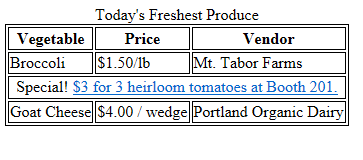 Today's Freshest Produce
Vegetable Price Vendor
Broccoli $1.50/lb Mt. Tabor Farms
Special! $3 for 3 heirloom tomatoes at Booth 201.
Goat Cheese $4.00 / wedge Portland Organic Dairy